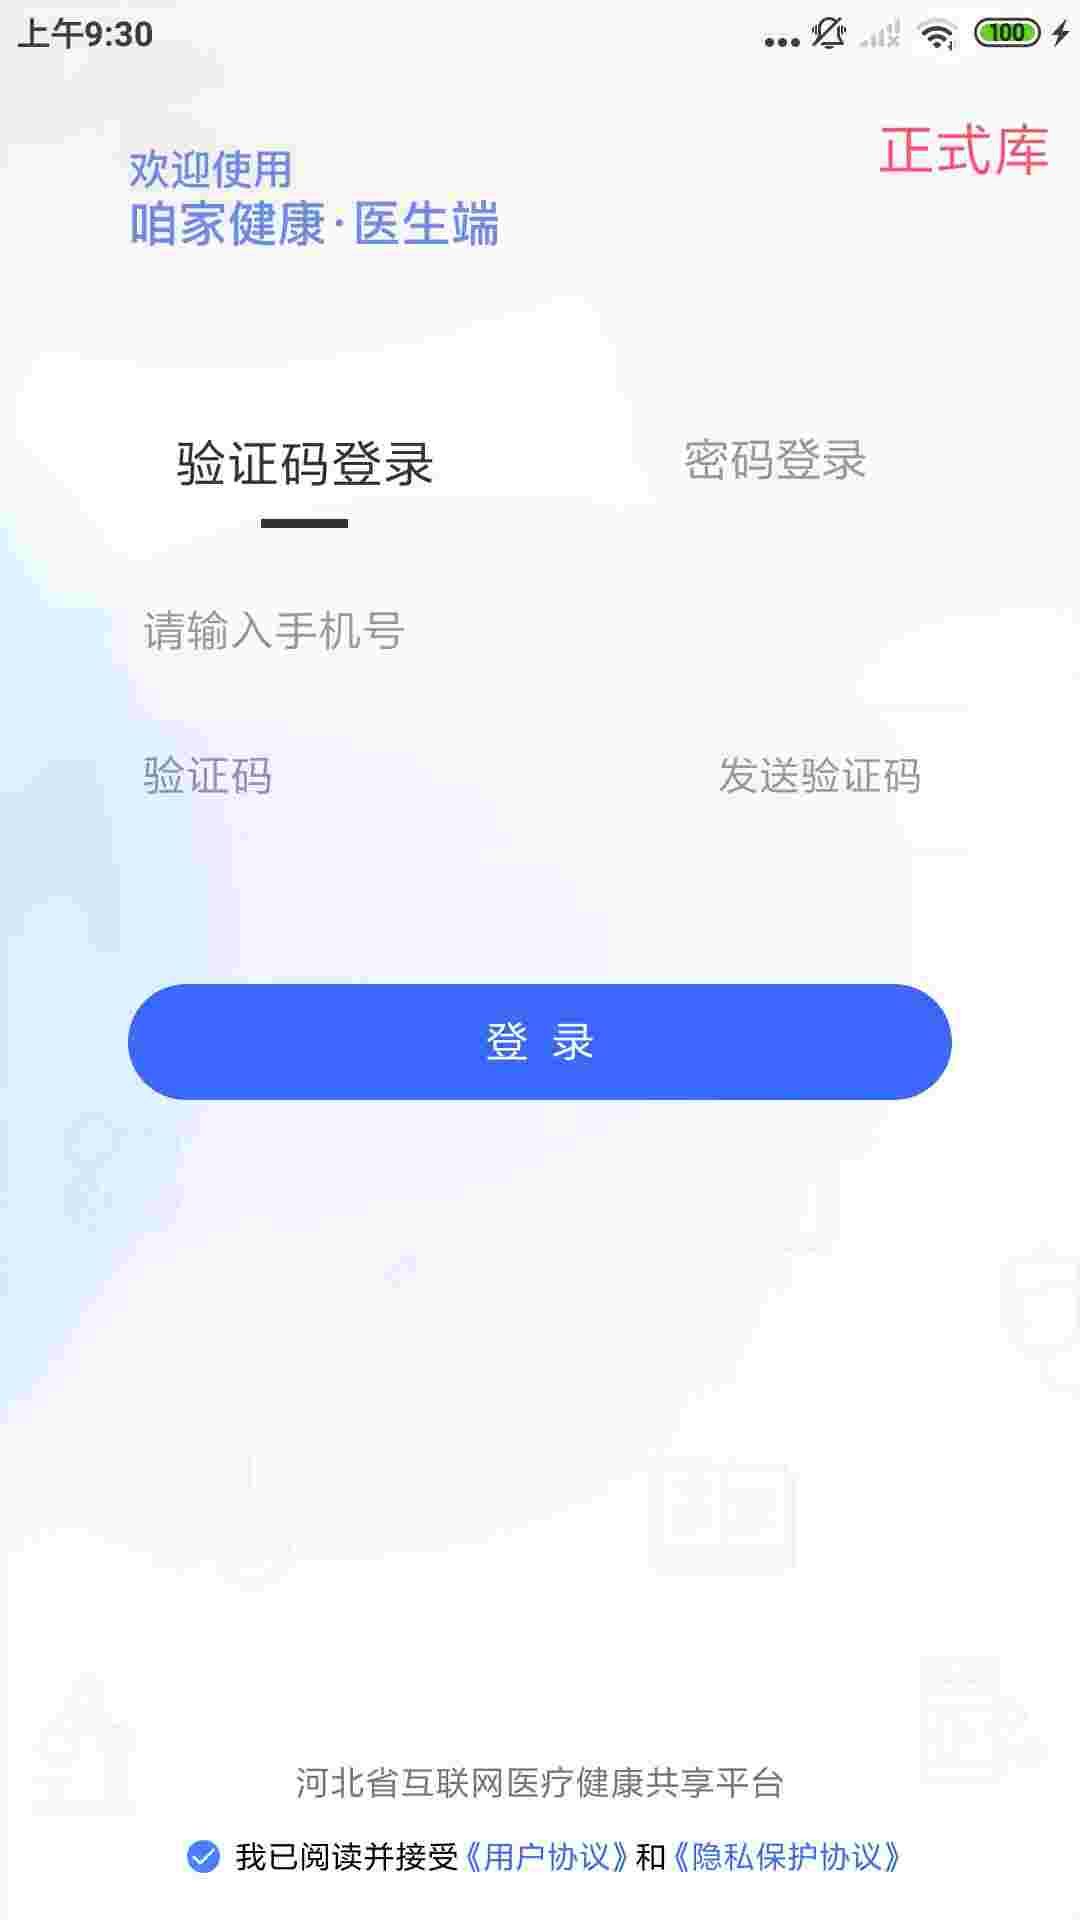 上午9:30
100
正式库
欢迎使用
咱家健康·医生端
验证码登录
密码登录
请输入手机号
验证码
发送验证码
登 录
河北省互联网医疗健康共享平台
我已阅读并接受《用户协议》和《隐私保护协议》